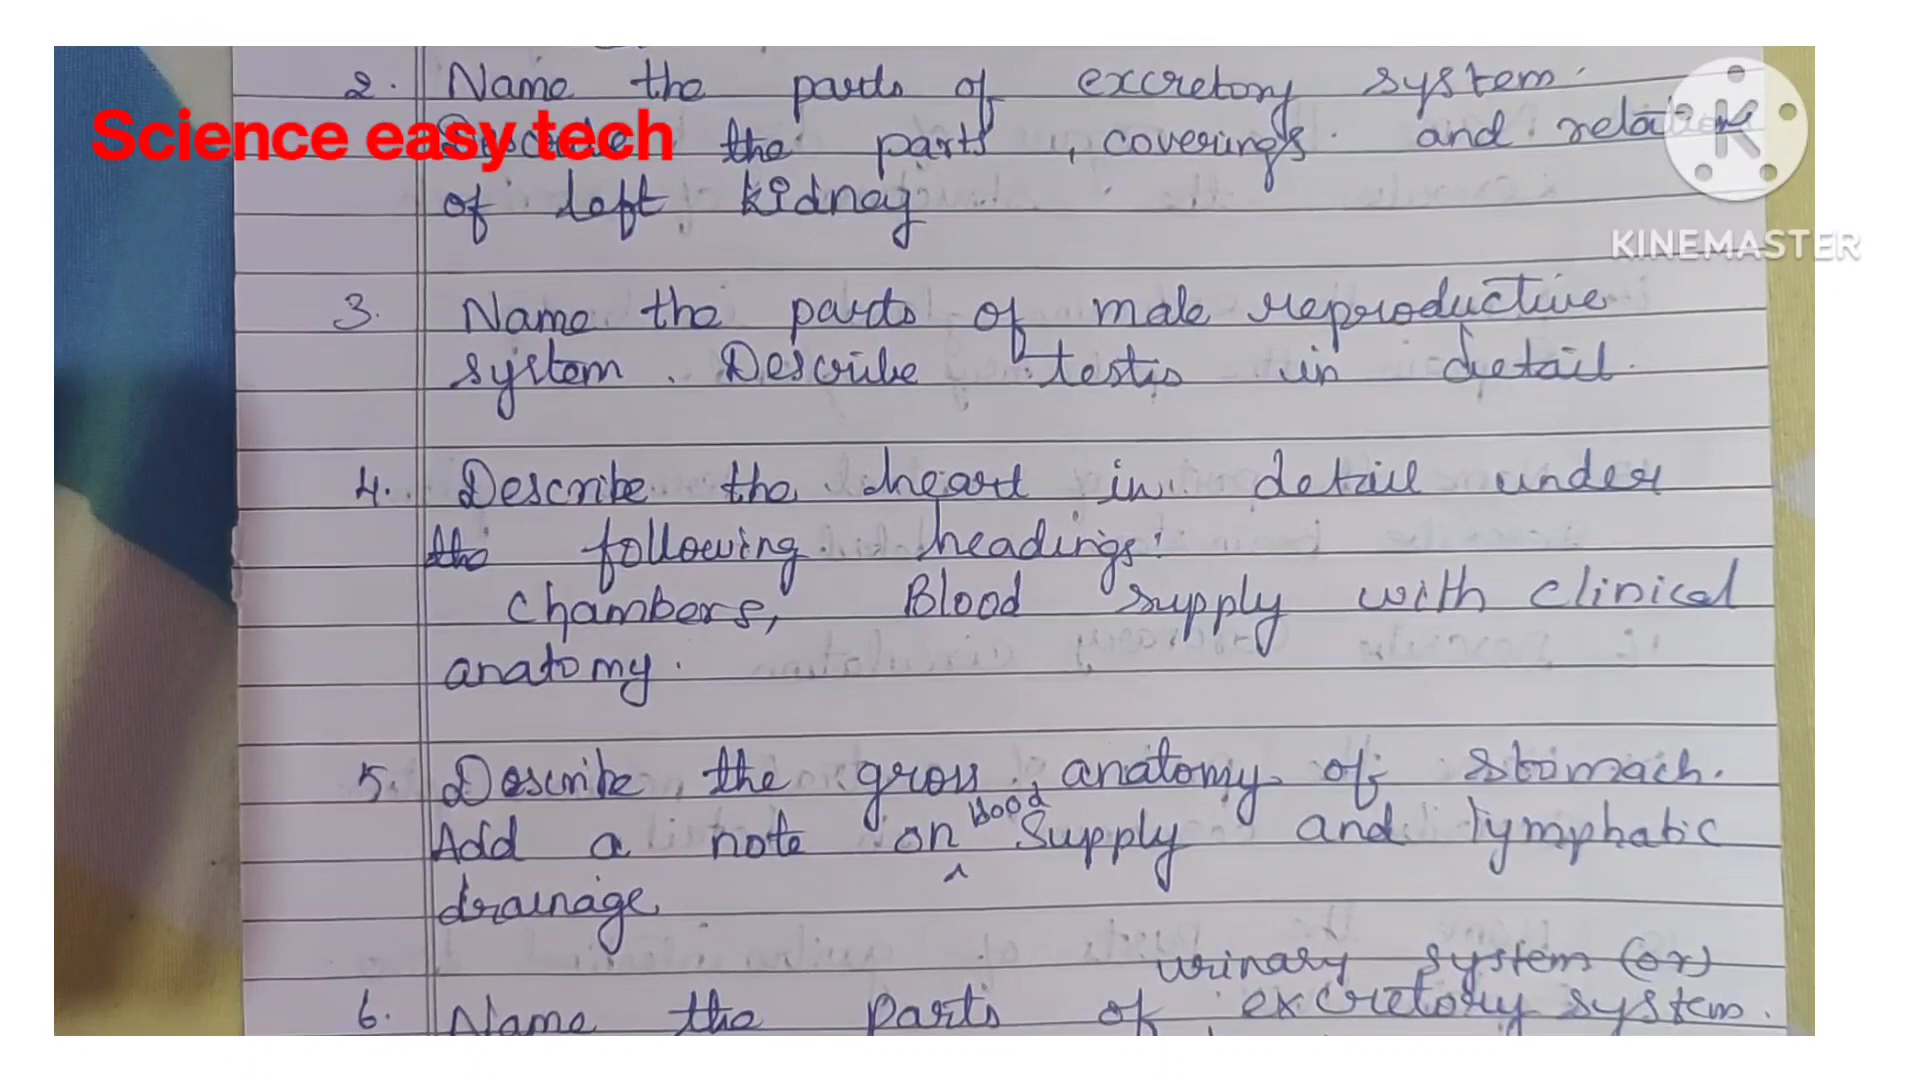 2. Name the parts of excretory system.
Science easy tech
the parts, coverings and
of left kidney
KINEMASTER
3. Name the parts of male reproductive
system. Describe testis in detail.
4. Describe the heart in detail under
the following headings:
chambers, Blood supply with clinical
anatomy.
5. Describe the gross anatomy of stomach.
Add a note on blood supply and lymphatic
drainage
urinary system (or)
6. Name the parts of excretory system.